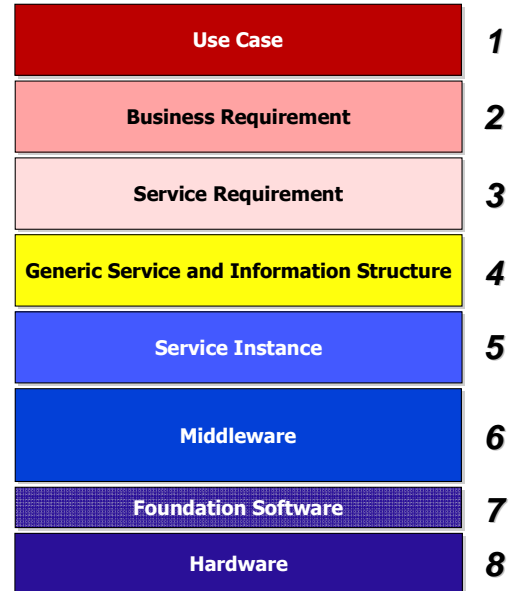 Use Case 1
Business Requirement 2
Service Requirement 3
Generic Service and Information Structure 4
Service Instance 5
Middleware 6
Foundation Software 7
Hardware 8